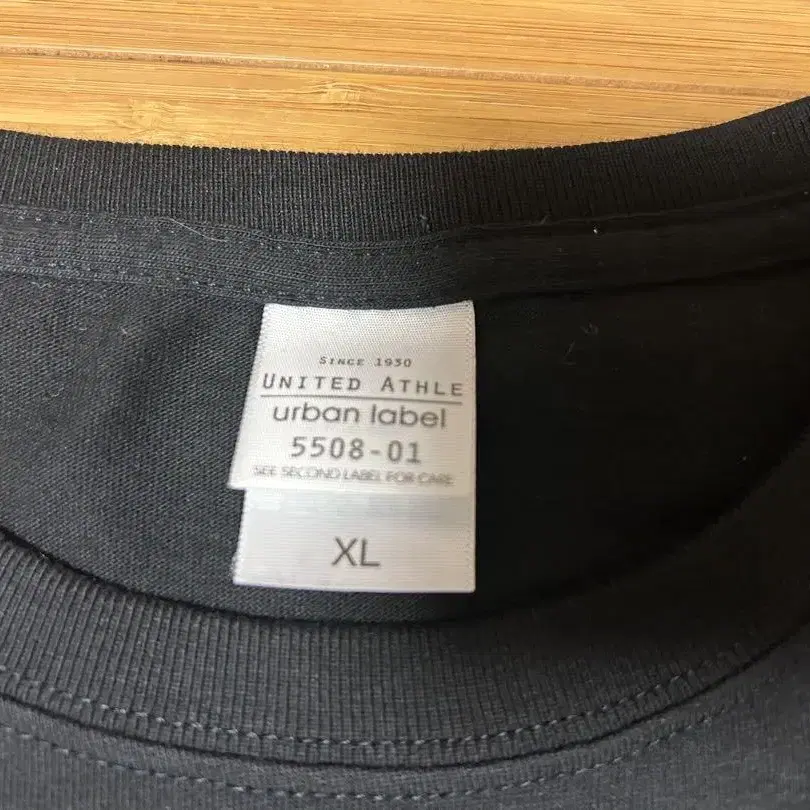 SINCE 1930
UNITED ATHLE
urban label
5508-01
SEE SECOND LABEL FOR CARE
XL